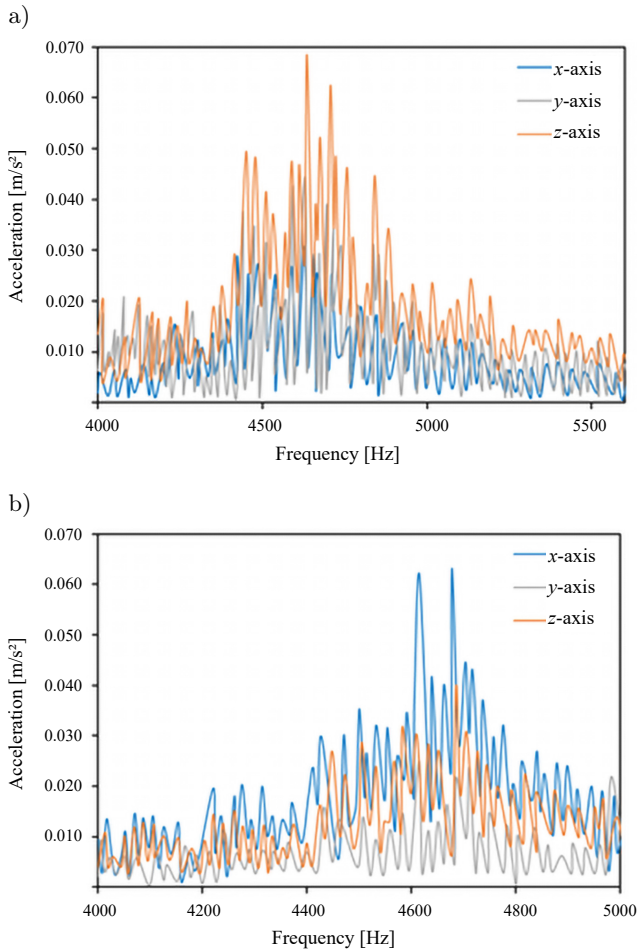 a)
0.070
0.060
0.050
0.040
0.030
0.020
0.010
Acceleration [m/s²]
x-axis
y-axis
z-axis
4000 4500 5000 5500
Frequency [Hz]
b)
0.070
0.060
0.050
0.040
0.030
0.020
0.010
Acceleration [m/s²]
x-axis
y-axis
z-axis
4000 4200 4400 4600 4800 5000
Frequency [Hz]